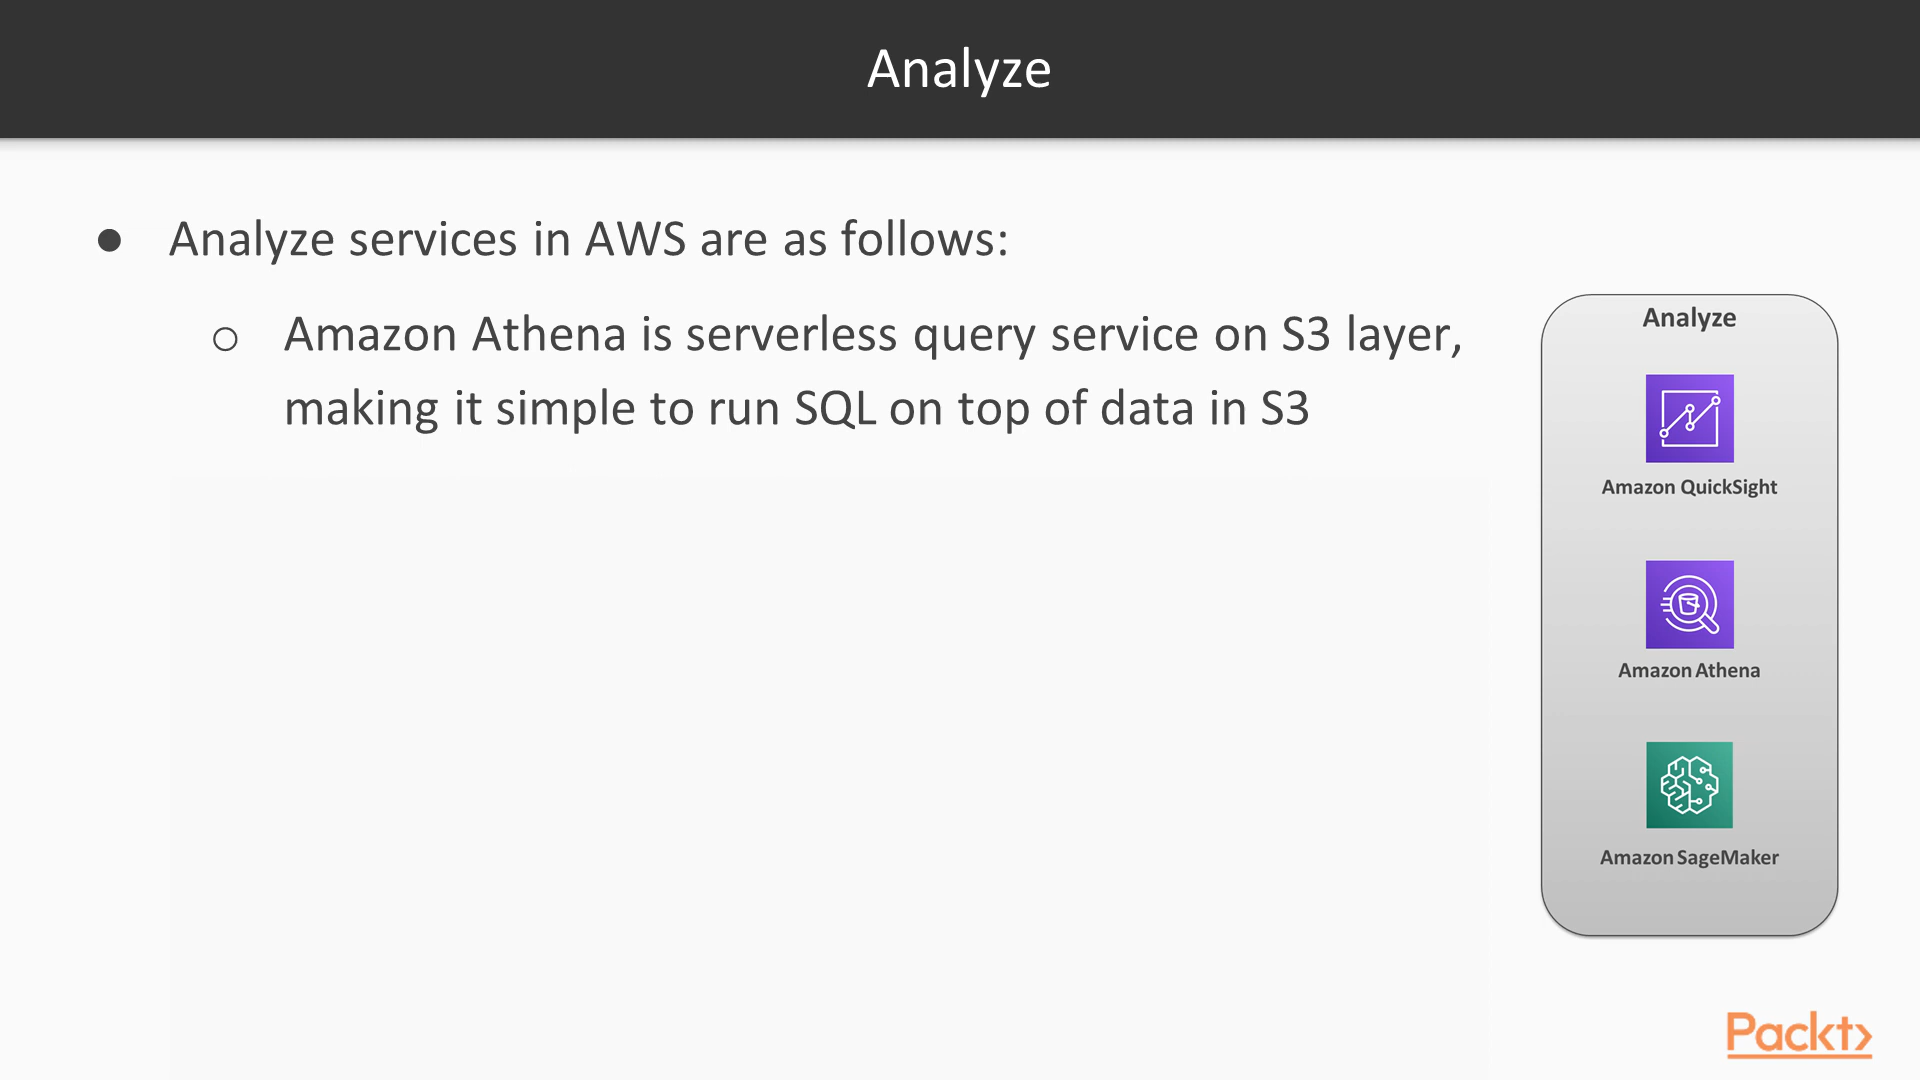 Analyze
● Analyze services in AWS are as follows:
○ Amazon Athena is serverless query service on S3 layer,
making it simple to run SQL on top of data in S3
Analyze
Amazon QuickSight
Amazon Athena
Amazon SageMaker
Packt>